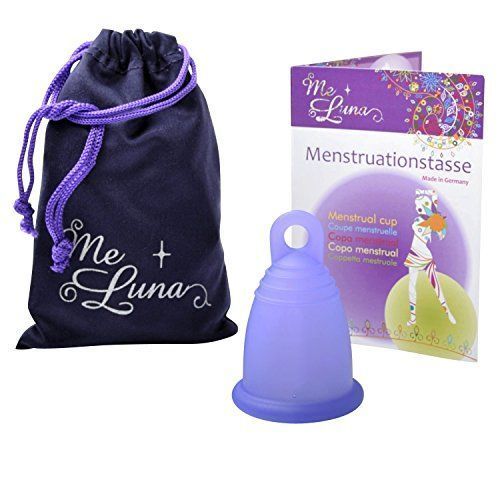 Me
Luna
Me
Luna
Menstruationstasse
Made in Germany
Menstrual cup
Coupe menstruelle
Copa menstrual
Copo menstrual
Coppetta mestruale